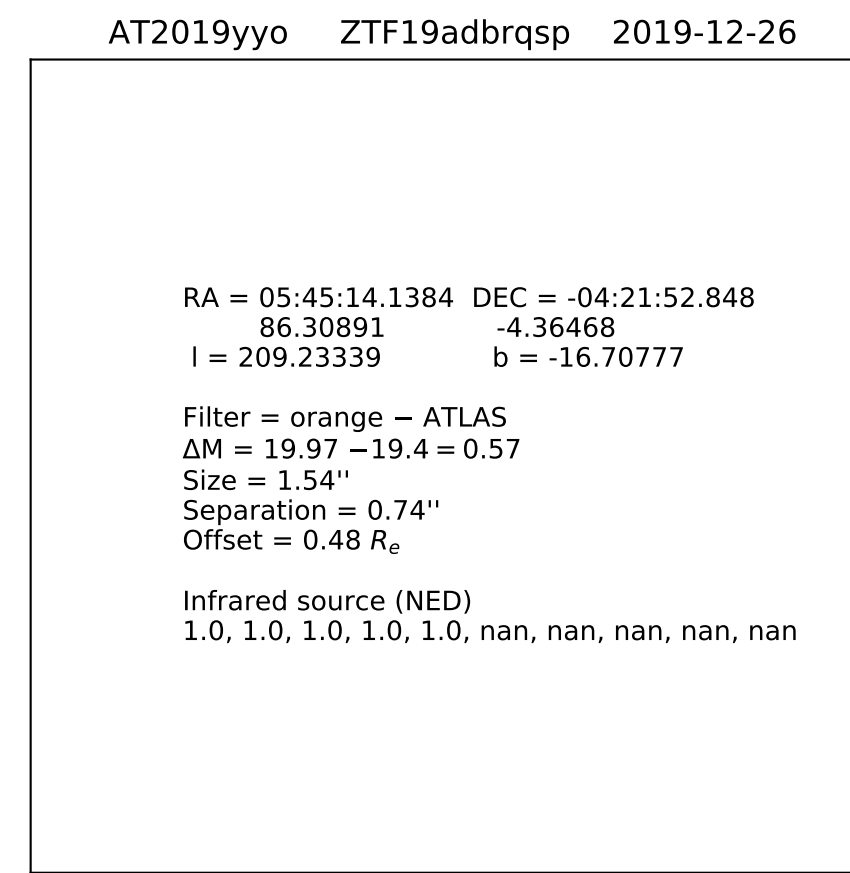 AT2019yyo ZTF19adbrqsp 2019-12-26
RA = 05:45:14.1384 DEC = -04:21:52.848
86.30891 -4.36468
l = 209.23339 b = -16.70777
Filter = orange − ATLAS
ΔM = 19.97 −19.4 = 0.57
Size = 1.54''
Separation = 0.74''
Offset = 0.48 Rₑ
Infrared source (NED)
1.0, 1.0, 1.0, 1.0, 1.0, nan, nan, nan, nan, nan